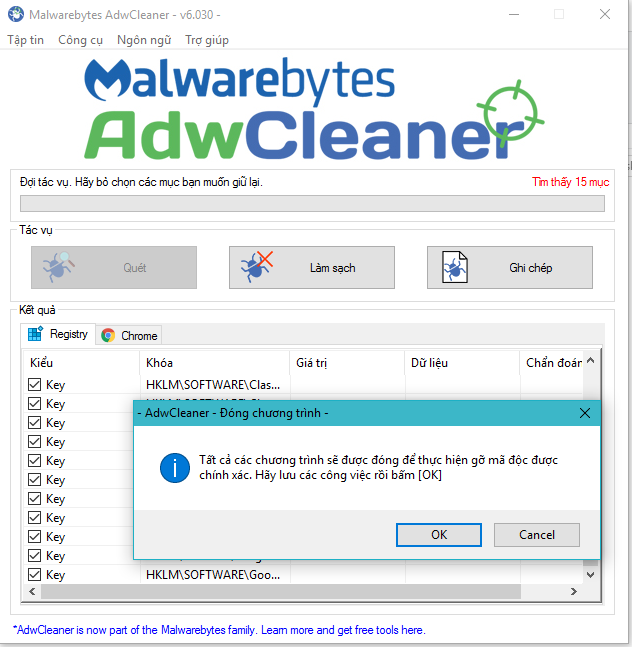 Malwarebytes AdwCleaner - v6.030 -
Tập tin Công cụ Ngôn ngữ Trợ giúp
Malwarebytes
AdwCleaner
Đợi tác vụ. Hãy bỏ chọn các mục bạn muốn giữ lại. Tìm thấy 15 mục
Tác vụ
Quét Làm sạch Ghi chép
Kết quả
Registry Chrome
Kiểu Khóa Giá trị Dữ liệu Chẩn đoán
Key HKLM\SOFTWARE\Clas...
Key
Key
- AdwCleaner - Đóng chương trình -
Key
Key
Tất cả các chương trình sẽ được đóng để thực hiện gỡ mã độc được
Key
chính xác. Hãy lưu các công việc rồi bấm [OK]
Key
Key
Key
OK Cancel
Key
Key HKLM\SOFTWARE\Goo...
*AdwCleaner is now part of the Malwarebytes family. Learn more and get free tools here.